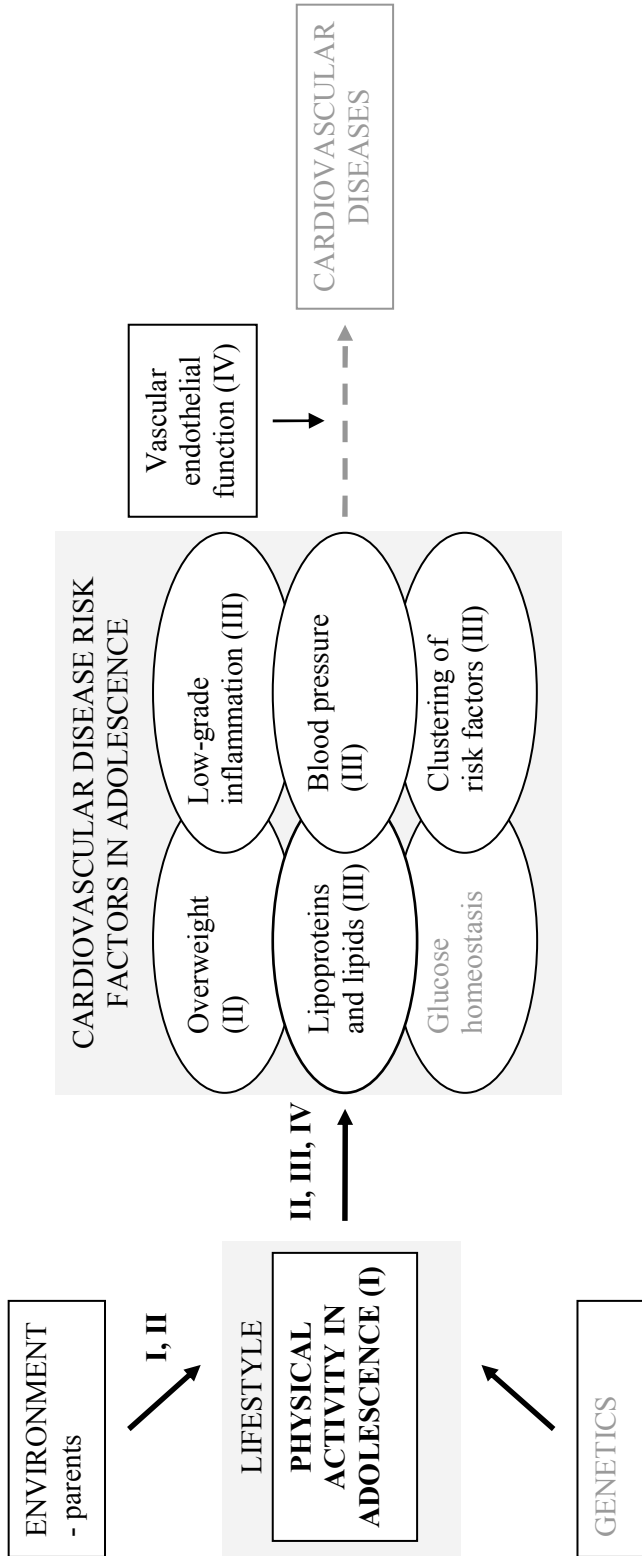 ENVIRONMENT
- parents
I, II
LIFESTYLE
PHYSICAL
ACTIVITY IN
ADOLESCENCE (I)
GENETICS
II, III, IV
CARDIOVASCULAR DISEASE RISK
FACTORS IN ADOLESCENCE
Overweight
(II)
Low-grade
inflammation (III)
Lipoproteins
and lipids (III)
Blood pressure
(III)
Glucose
homeostasis
Clustering of
risk factors (III)
Vascular
endothelial
function (IV)
CARDIOVASCULAR
DISEASES